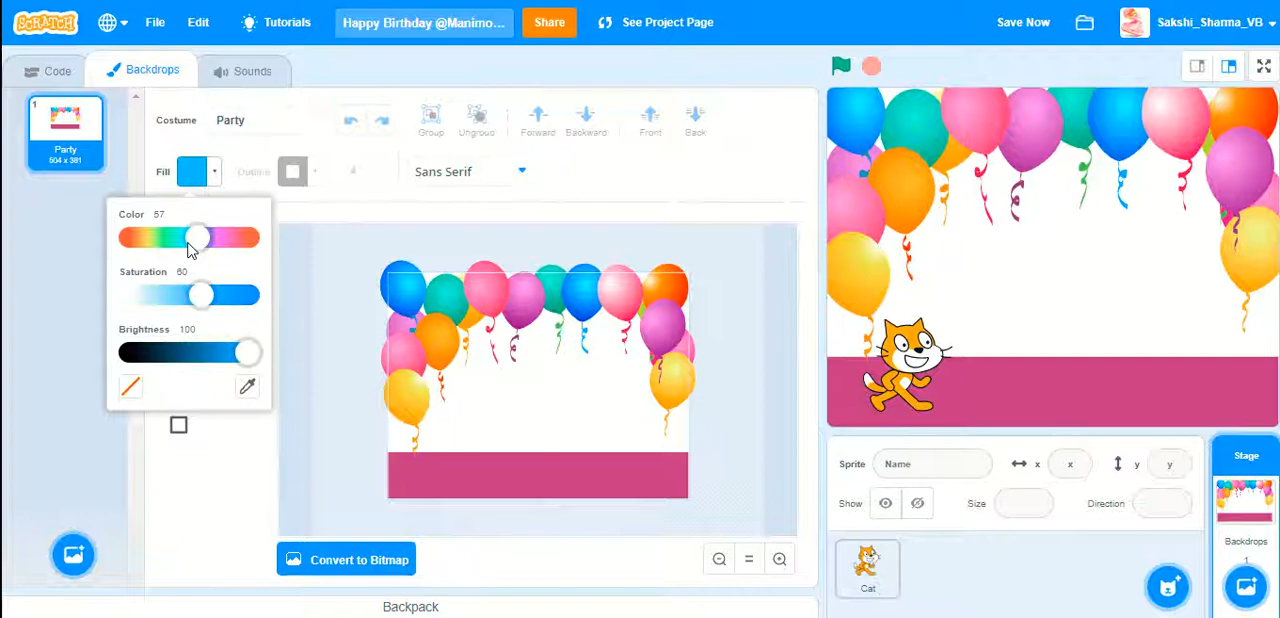 SCRATCH File Edit Tutorials Happy Birthday @Manimo... Share See Project Page Save Now Sakshi_Sharma_VB
Code Backdrops Sounds
1
Party
504 x 381
Costume Party Group Ungroup Forward Backward Front Back
Fill Outline Sans Serif
Color 57
Saturation 60
Brightness 100
Convert to Bitmap
Backpack
Sprite Name x x y y
Show Size Direction
Cat
Stage
Backdrops
1